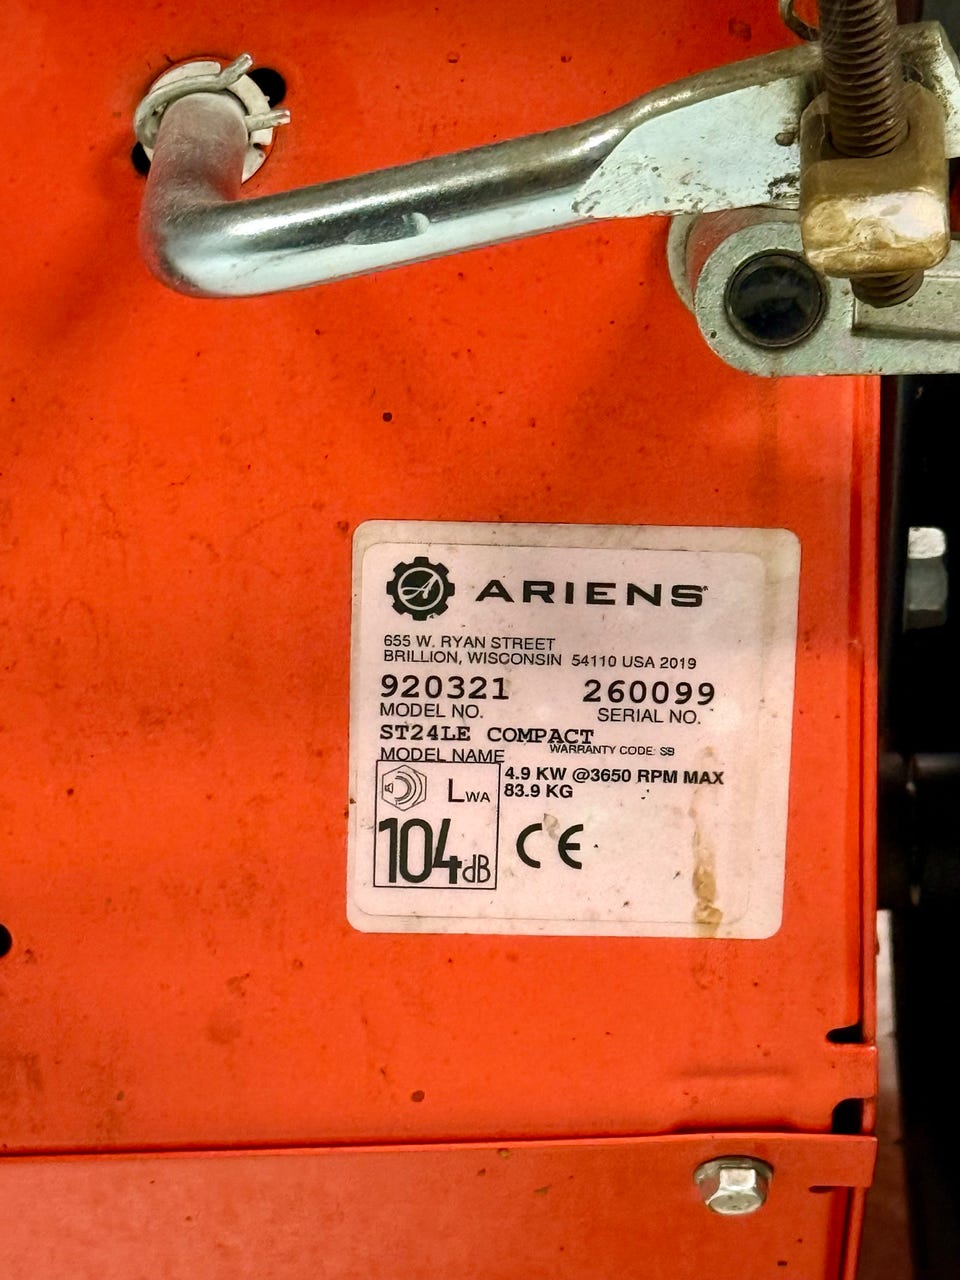 ARIENS
655 W. RYAN STREET
BRILLION, WISCONSIN 54110 USA 2019
920321 260099
MODEL NO. SERIAL NO.
ST24LE COMPACT
MODEL NAME WARRANTY CODE: SB
4.9 KW @3650 RPM MAX
LWA 83.9 KG
104dB CE